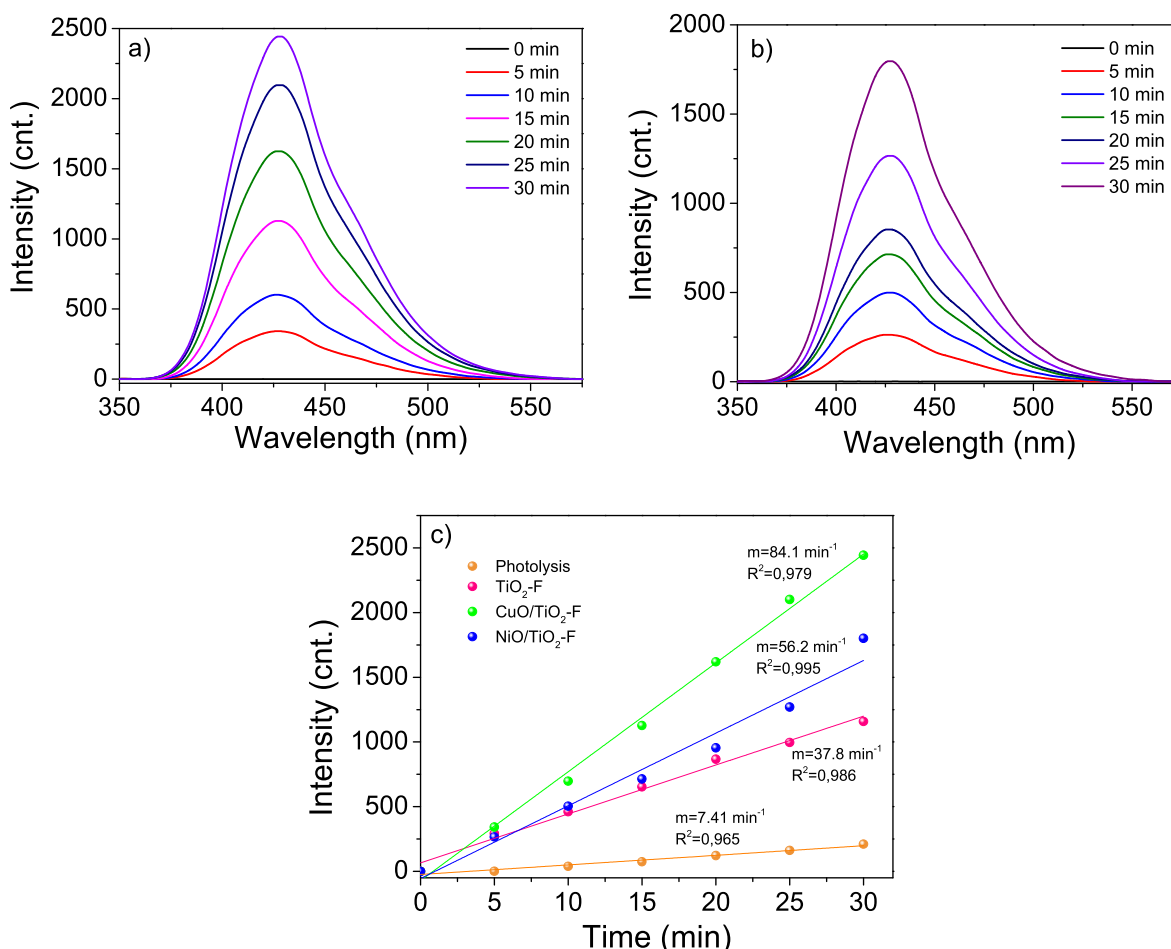 a)
0 min
5 min
10 min
15 min
20 min
25 min
30 min
2500
2000
1500
1000
500
0
Intensity (cnt.)
350
400
450
500
550
Wavelength (nm)
b)
0 min
5 min
10 min
15 min
20 min
25 min
30 min
2000
1500
1000
500
0
Intensity (cnt.)
350
400
450
500
550
Wavelength (nm)
c)
Photolysis
TiO₂-F
CuO/TiO₂-F
NiO/TiO₂-F
m=84.1 min⁻¹
R²=0,979
m=56.2 min⁻¹
R²=0,995
m=37.8 min⁻¹
R²=0,986
m=7.41 min⁻¹
R²=0,965
2500
2000
1500
1000
500
0
Intensity (cnt.)
0
5
10
15
20
25
30
Time (min)